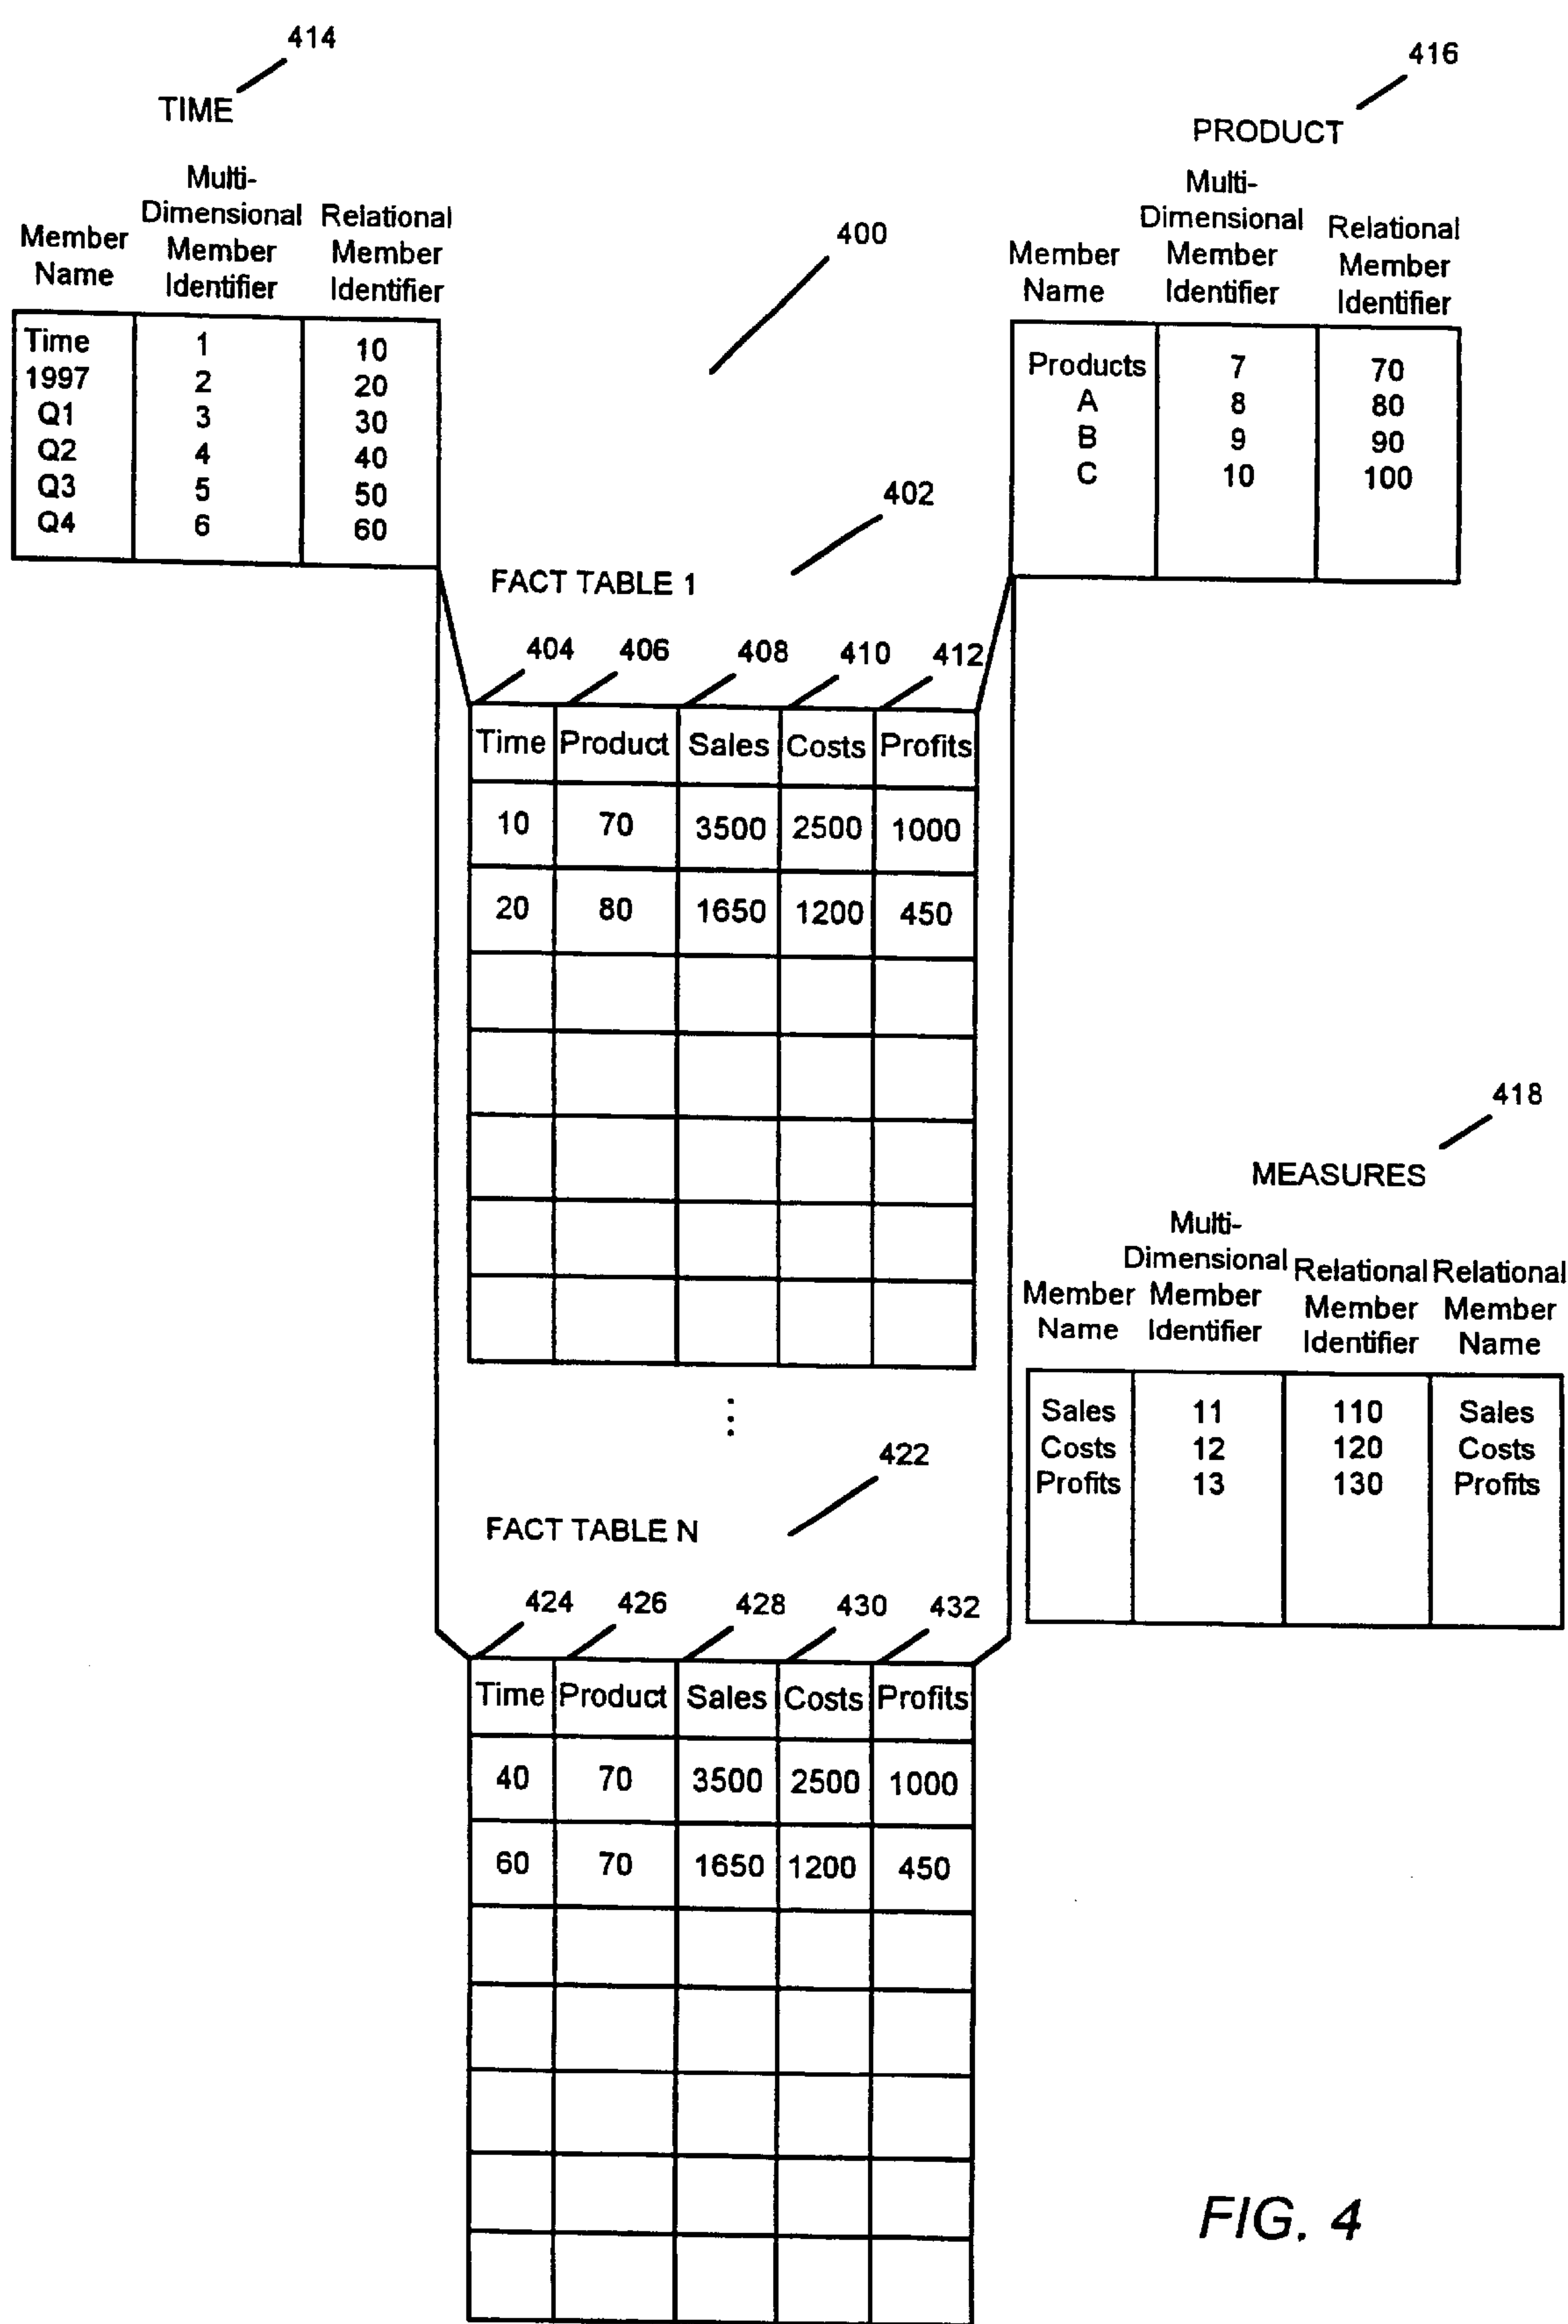 414
TIME
Member Name
Multi-Dimensional Member Identifier
Relational Member Identifier
Time 1 10
1997 2 20
Q1 3 30
Q2 4 40
Q3 5 50
Q4 6 60
416
PRODUCT
Member Name
Multi-Dimensional Member Identifier
Relational Member Identifier
Products 7 70
A 8 80
B 9 90
C 10 100
400
402
FACT TABLE 1
404 406 408 410 412
Time Product Sales Costs Profits
10 70 3500 2500 1000
20 80 1650 1200 450
418
MEASURES
Member Name
Multi-Dimensional Member Identifier
Relational Member Identifier
Relational Member Name
Sales 11 110 Sales
Costs 12 120 Costs
Profits 13 130 Profits
422
FACT TABLE N
424 426 428 430 432
Time Product Sales Costs Profits
40 70 3500 2500 1000
60 70 1650 1200 450
FIG. 4